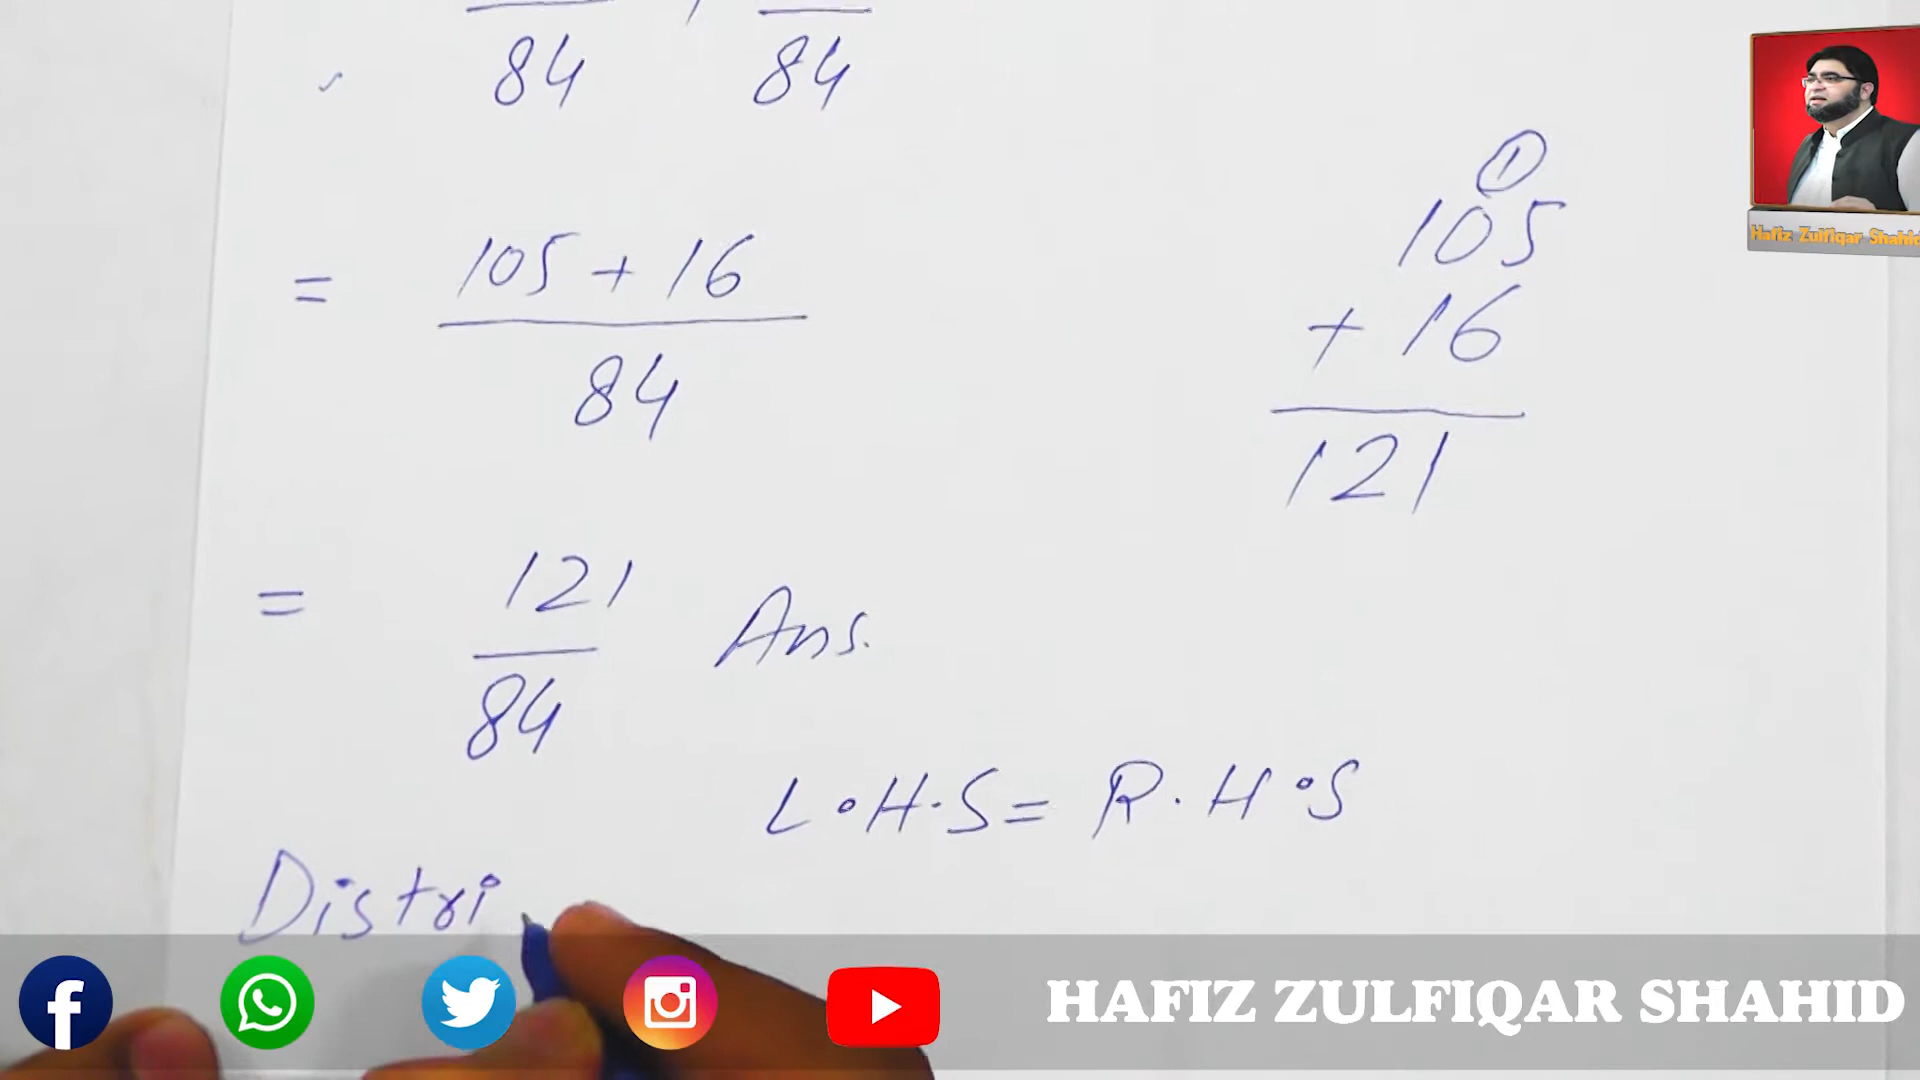 84 , 84
= 105 + 16
84
= 121
84
Ans.
1
105
+ 16
121
L.H.S = R.H.S
Distri
Hafiz Zulfiqar Shahid
HAFIZ ZULFIQAR SHAHID